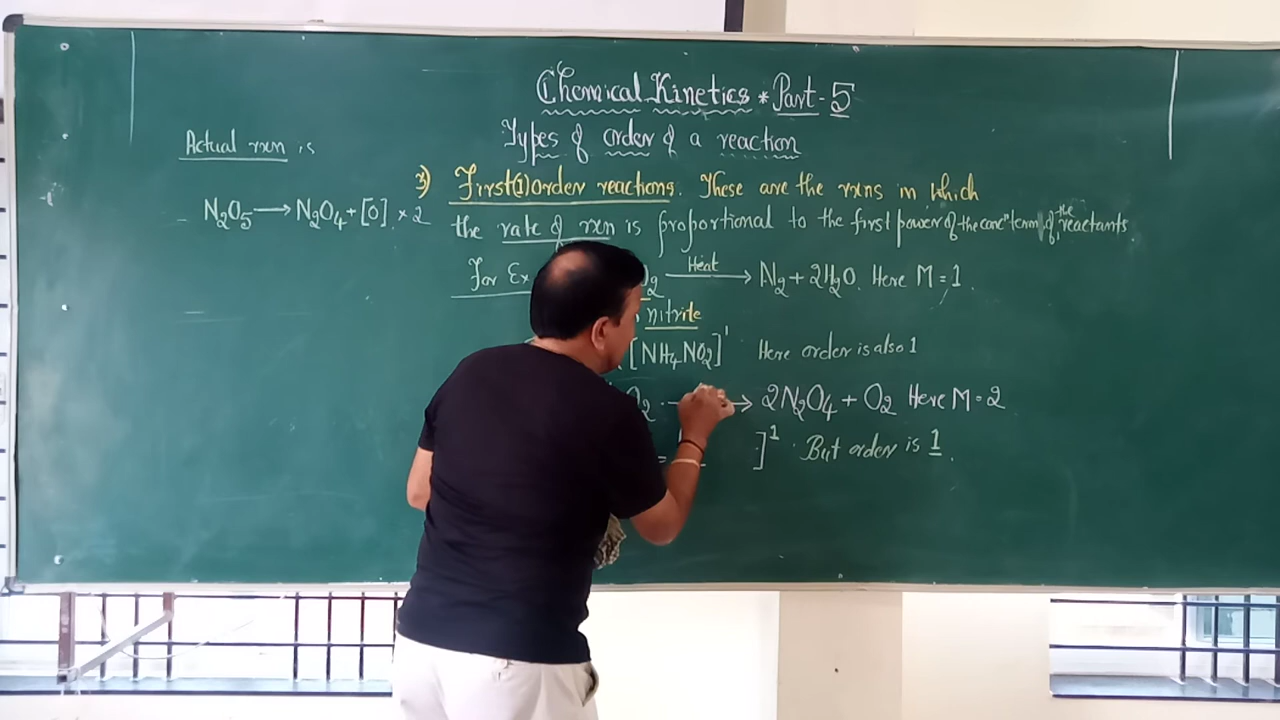 Chemical Kinetics * Part - 5
Types of order of a reaction
Actual rxn is
N₂O₅ → N₂O₄ + [O] × 2
First(1) Order reactions. These are the rxns in which
the rate of rxn is proportional to the first power of the concⁿ term of the reactants.
For Ex O₂ Heat → N₂ + 2H₂O. Here M = 1.
nitrite
[NH₄NO₂]¹ Here order is also 1
O₂ → 2N₂O₄ + O₂ Here M = 2
= ]¹ . But order is 1.